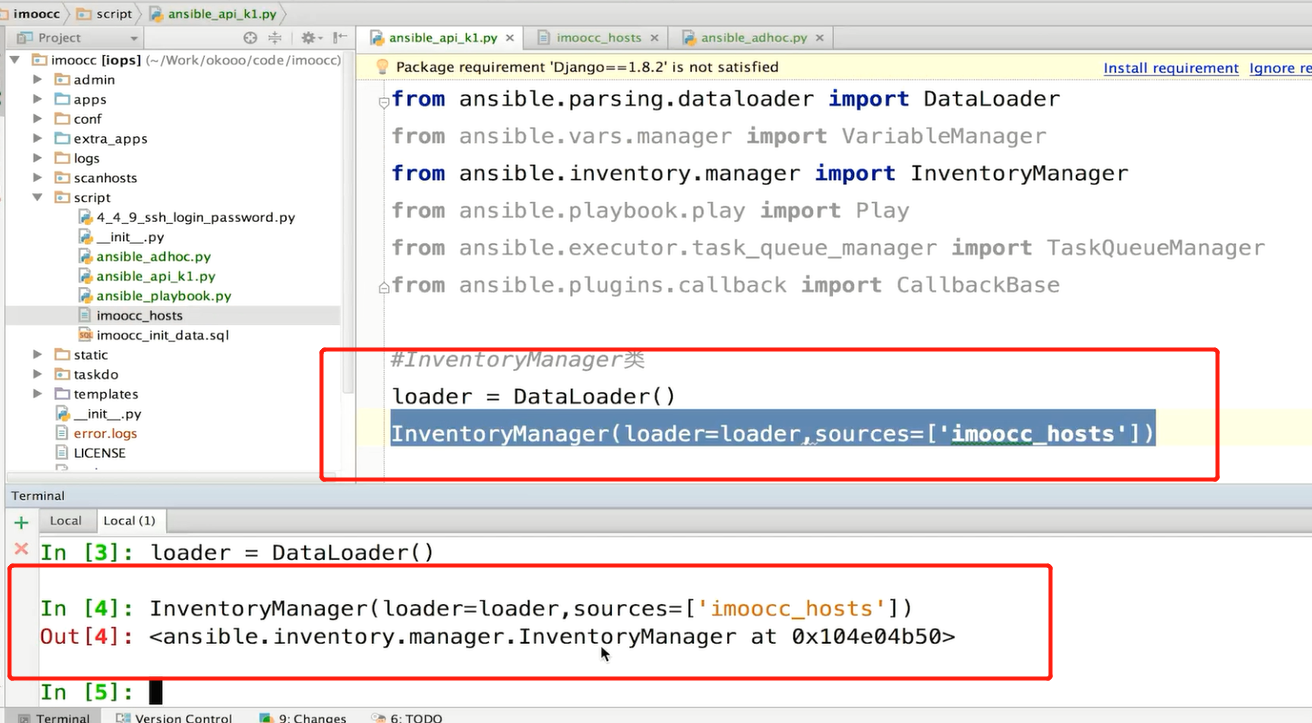 imoocc script ansible_api_k1.py
Project
ansible_api_k1.py imoocc_hosts ansible_adhoc.py
imoocc [iops] (~/Work/okooo/code/imoocc)
admin
apps
conf
extra_apps
logs
scanhosts
script
4_4_9_ssh_login_password.py
__init__.py
ansible_adhoc.py
ansible_api_k1.py
ansible_playbook.py
imoocc_hosts
imoocc_init_data.sql
static
taskdo
templates
__init__.py
error.logs
LICENSE
Package requirement 'Django==1.8.2' is not satisfied Install requirement Ignore re
from ansible.parsing.dataloader import DataLoader
from ansible.vars.manager import VariableManager
from ansible.inventory.manager import InventoryManager
from ansible.playbook.play import Play
from ansible.executor.task_queue_manager import TaskQueueManager
from ansible.plugins.callback import CallbackBase
#InventoryManager类
loader = DataLoader()
InventoryManager(loader=loader,sources=['imoocc_hosts'])
Terminal
Local Local (1)
In [3]: loader = DataLoader()
In [4]: InventoryManager(loader=loader,sources=['imoocc_hosts'])
Out[4]: <ansible.inventory.manager.InventoryManager at 0x104e04b50>
In [5]:
Terminal Version Control 9: Changes 6: TODO